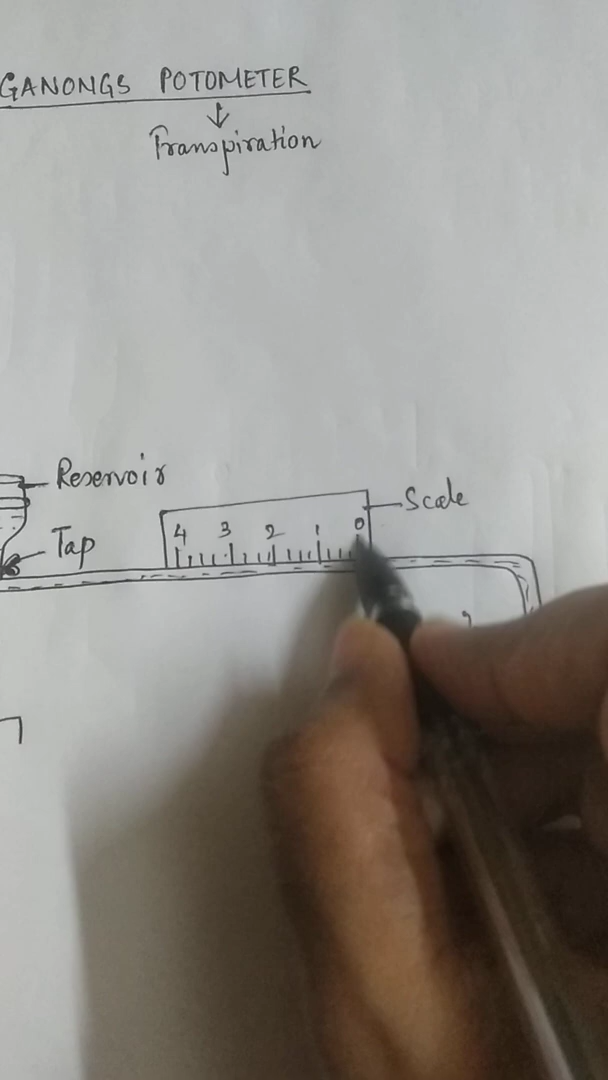 GANONGS POTOMETER
Transpiration
Reservoir
Scale
4 3 2 1 0
Tap